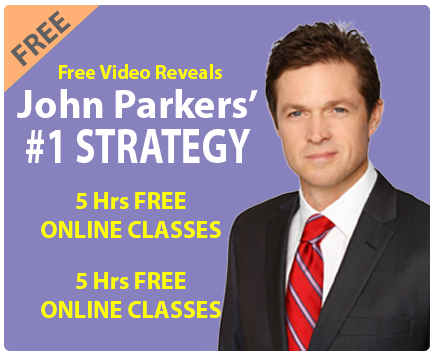 FREE
Free Video Reveals
John Parkers’
#1 STRATEGY
5 Hrs FREE
ONLINE CLASSES
5 Hrs FREE
ONLINE CLASSES